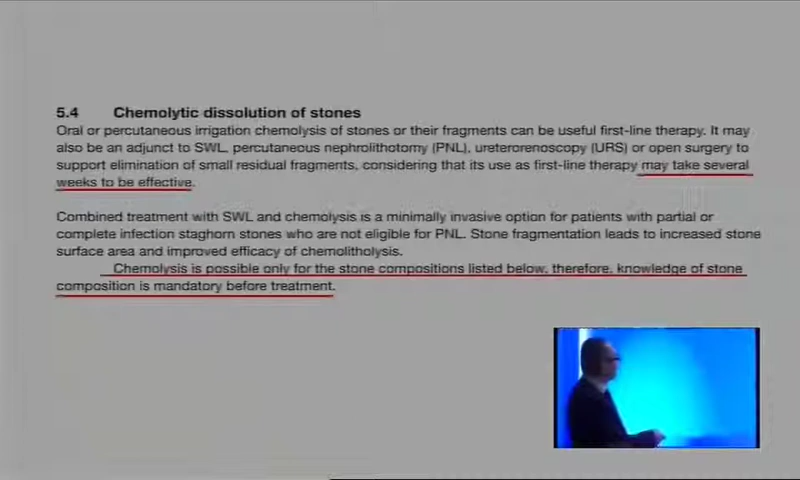 5.4 Chemolytic dissolution of stones
Oral or percutaneous irrigation chemolysis of stones or their fragments can be useful first-line therapy. It may
also be an adjunct to SWL, percutaneous nephrolithotomy (PNL), ureterorenoscopy (URS) or open surgery to
support elimination of small residual fragments, considering that its use as first-line therapy may take several
weeks to be effective.
Combined treatment with SWL and chemolysis is a minimally invasive option for patients with partial or
complete infection staghorn stones who are not eligible for PNL. Stone fragmentation leads to increased stone
surface area and improved efficacy of chemolitholysis.
Chemolysis is possible only for the stone compositions listed below, therefore, knowledge of stone
composition is mandatory before treatment.